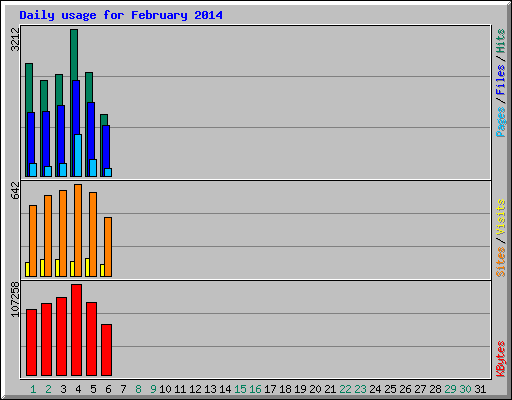 Daily usage for February 2014
3212
Pages / Files / Hits
642
Sites / Visits
107258
KBytes
1 2 3 4 5 6 7 8 9 10 11 12 13 14 15 16 17 18 19 20 21 22 23 24 25 26 27 28 29 30 31